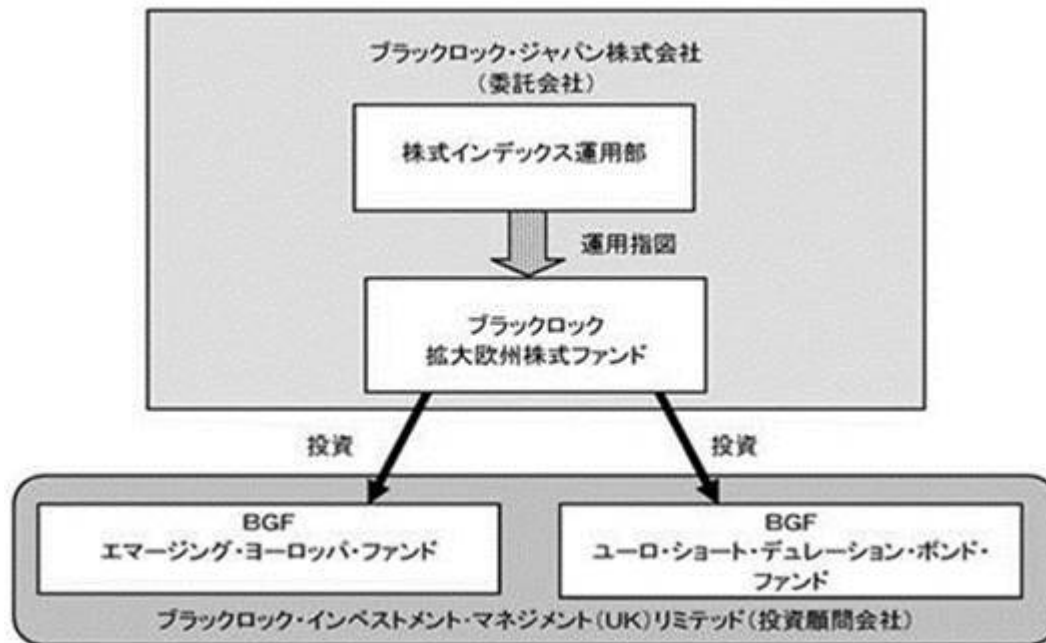 ブラックロック・ジャパン株式会社
(委託会社)
株式インデックス運用部
運用指図
ブラックロック
拡大欧州株式ファンド
投資
投資
BGF
エマージング・ヨーロッパ・ファンド
BGF
ユーロ・ショート・デュレーション・ボンド・
ファンド
ブラックロック・インベストメント・マネジメント(UK)リミテッド(投資顧問会社)